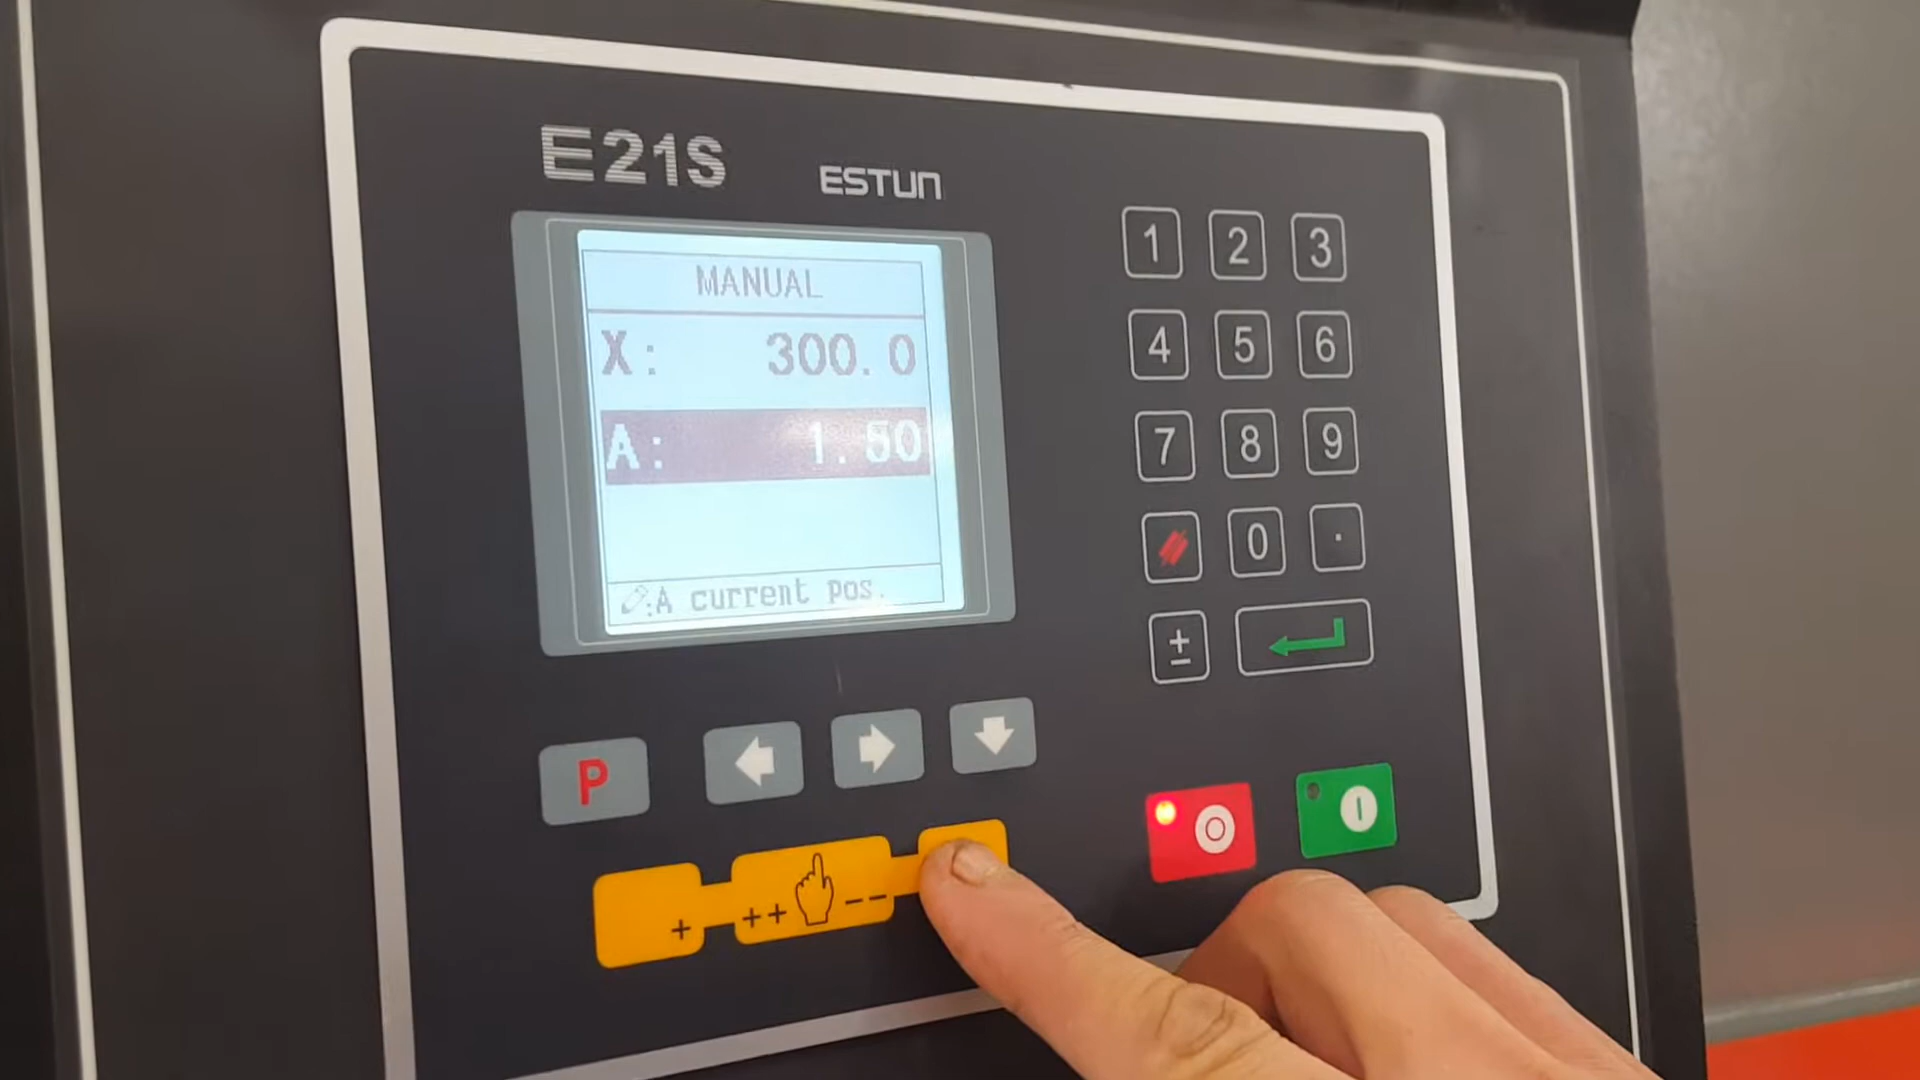 E21S
ESTUN
MANUAL
X: 300.0
A: 1.50
:A current pos.
1 2 3
4 5 6
7 8 9
0 .
±
P
+ ++ --